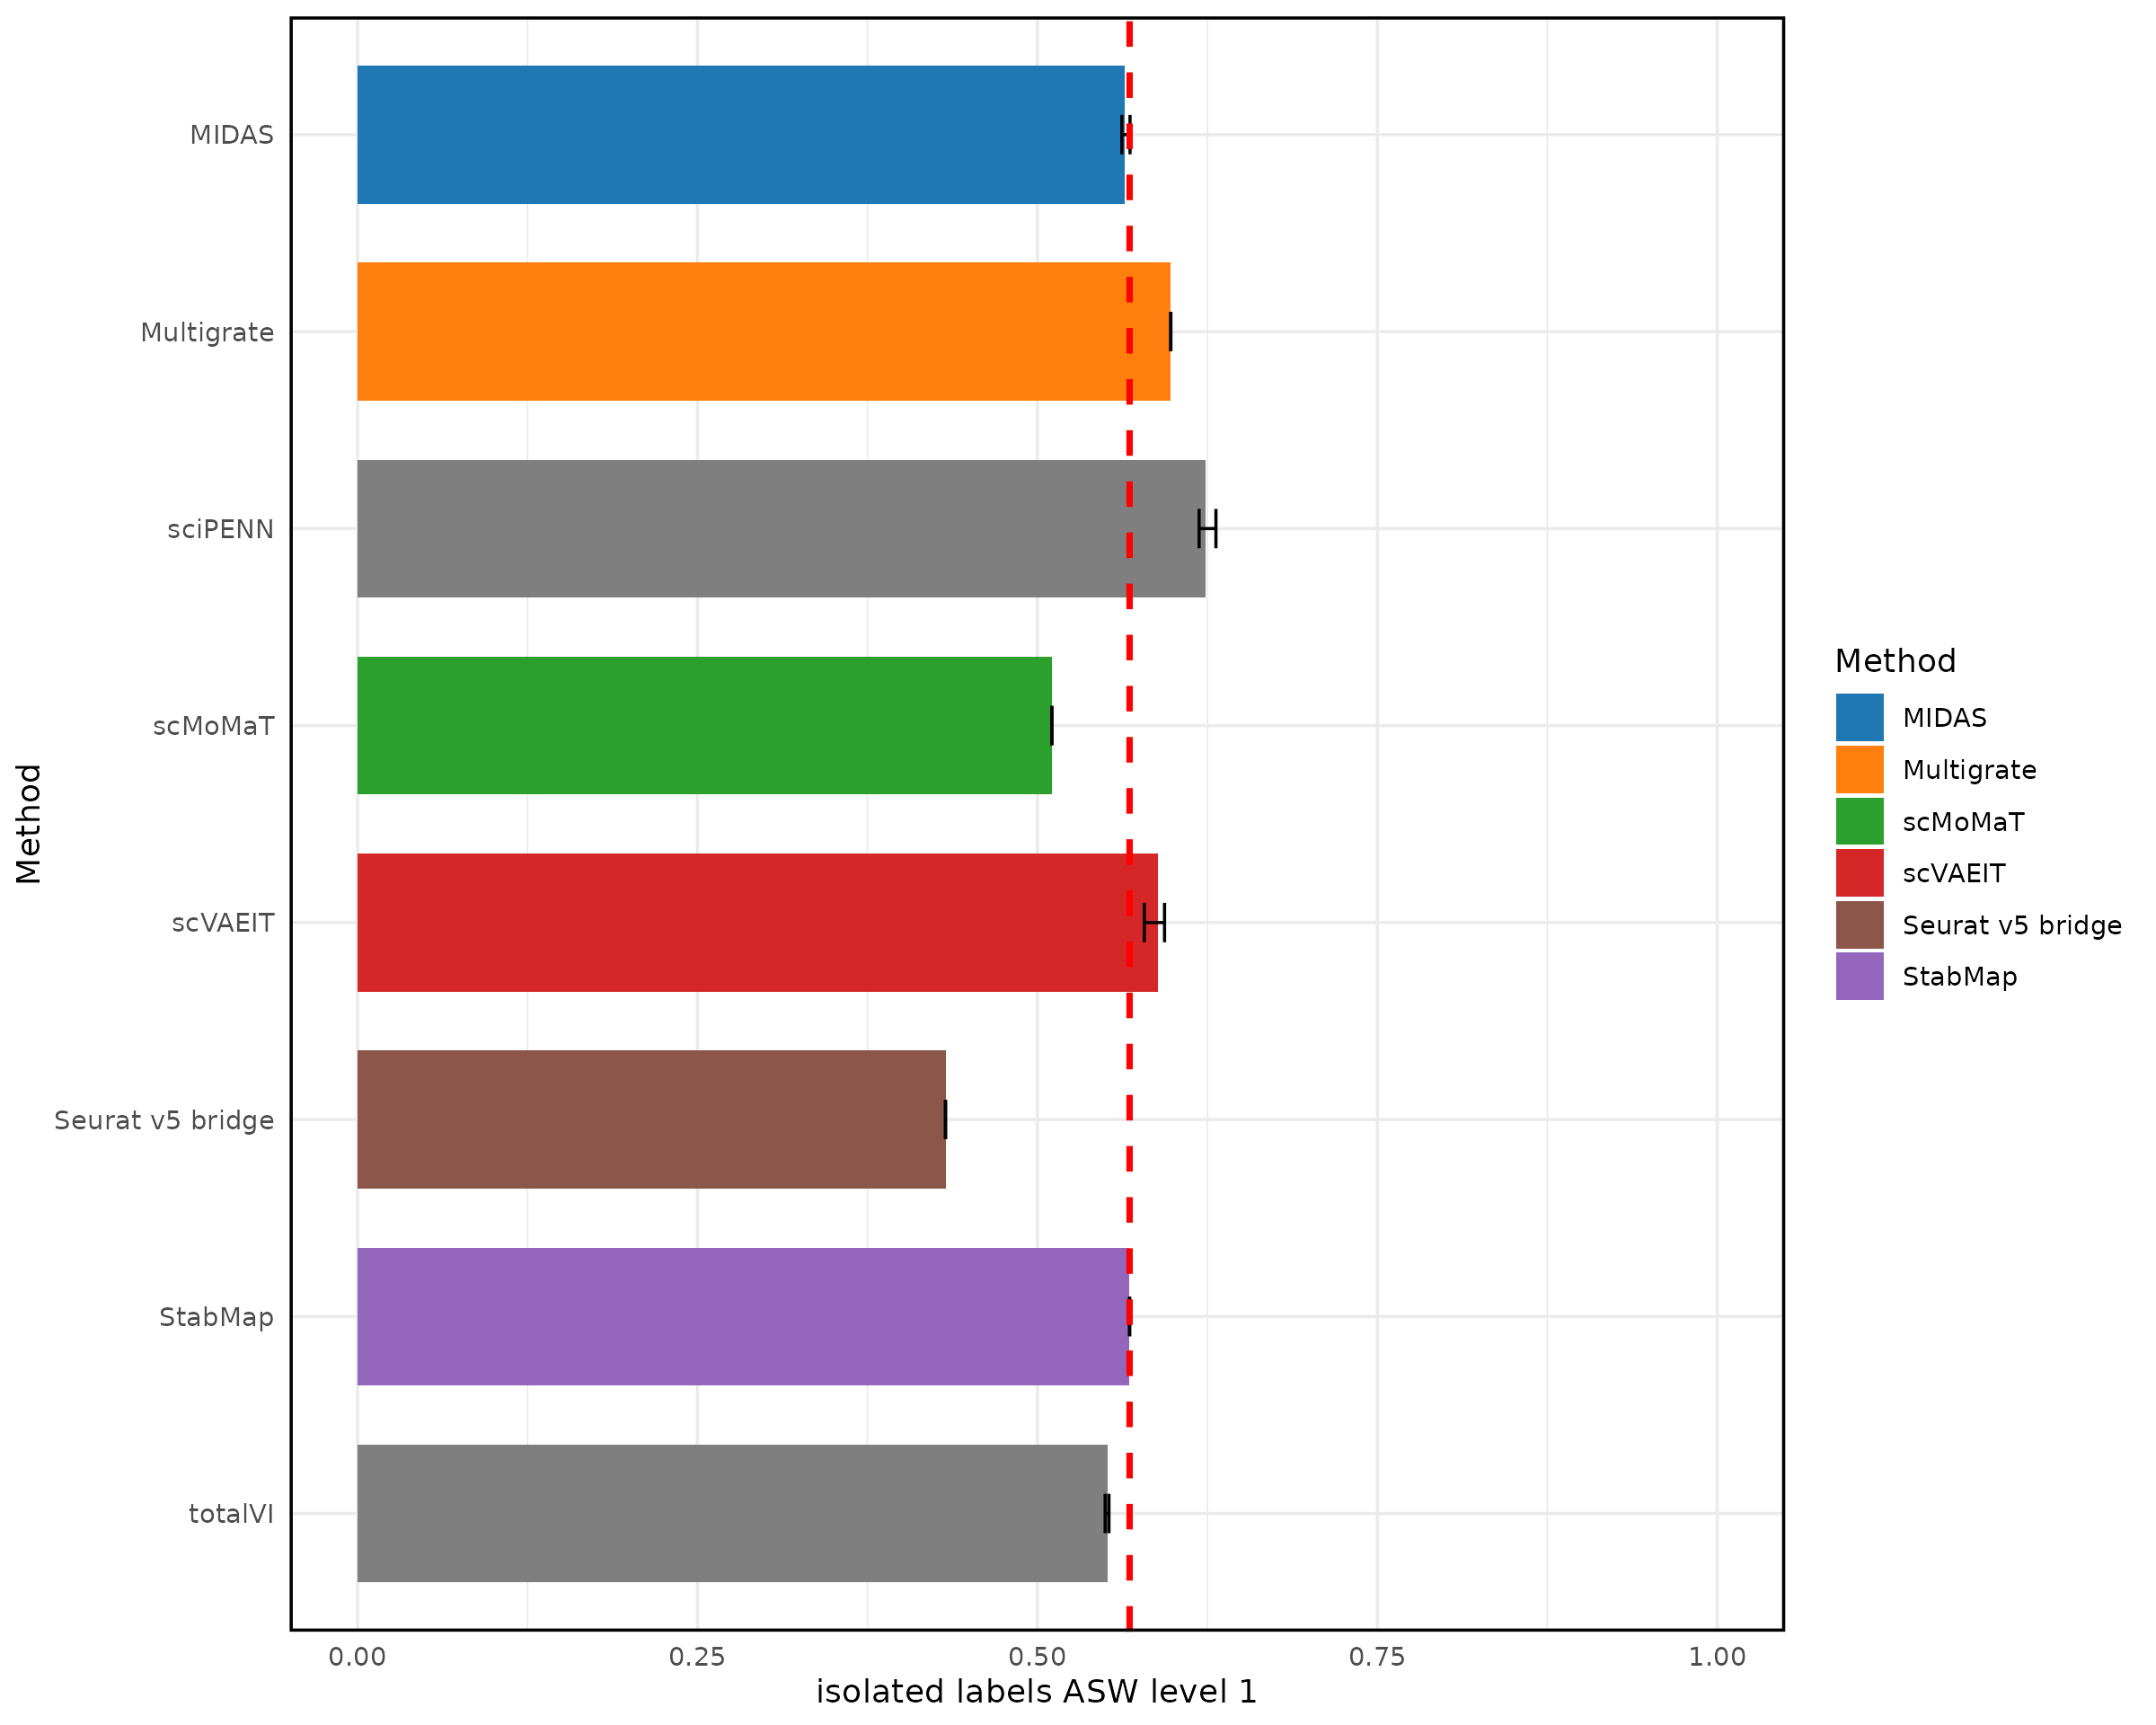 MIDAS
Multigrate
sciPENN
scMoMaT
scVAEIT
Seurat v5 bridge
StabMap
totalVI
Method
0.00 0.25 0.50 0.75 1.00
isolated labels ASW level 1
Method
MIDAS
Multigrate
scMoMaT
scVAEIT
Seurat v5 bridge
StabMap